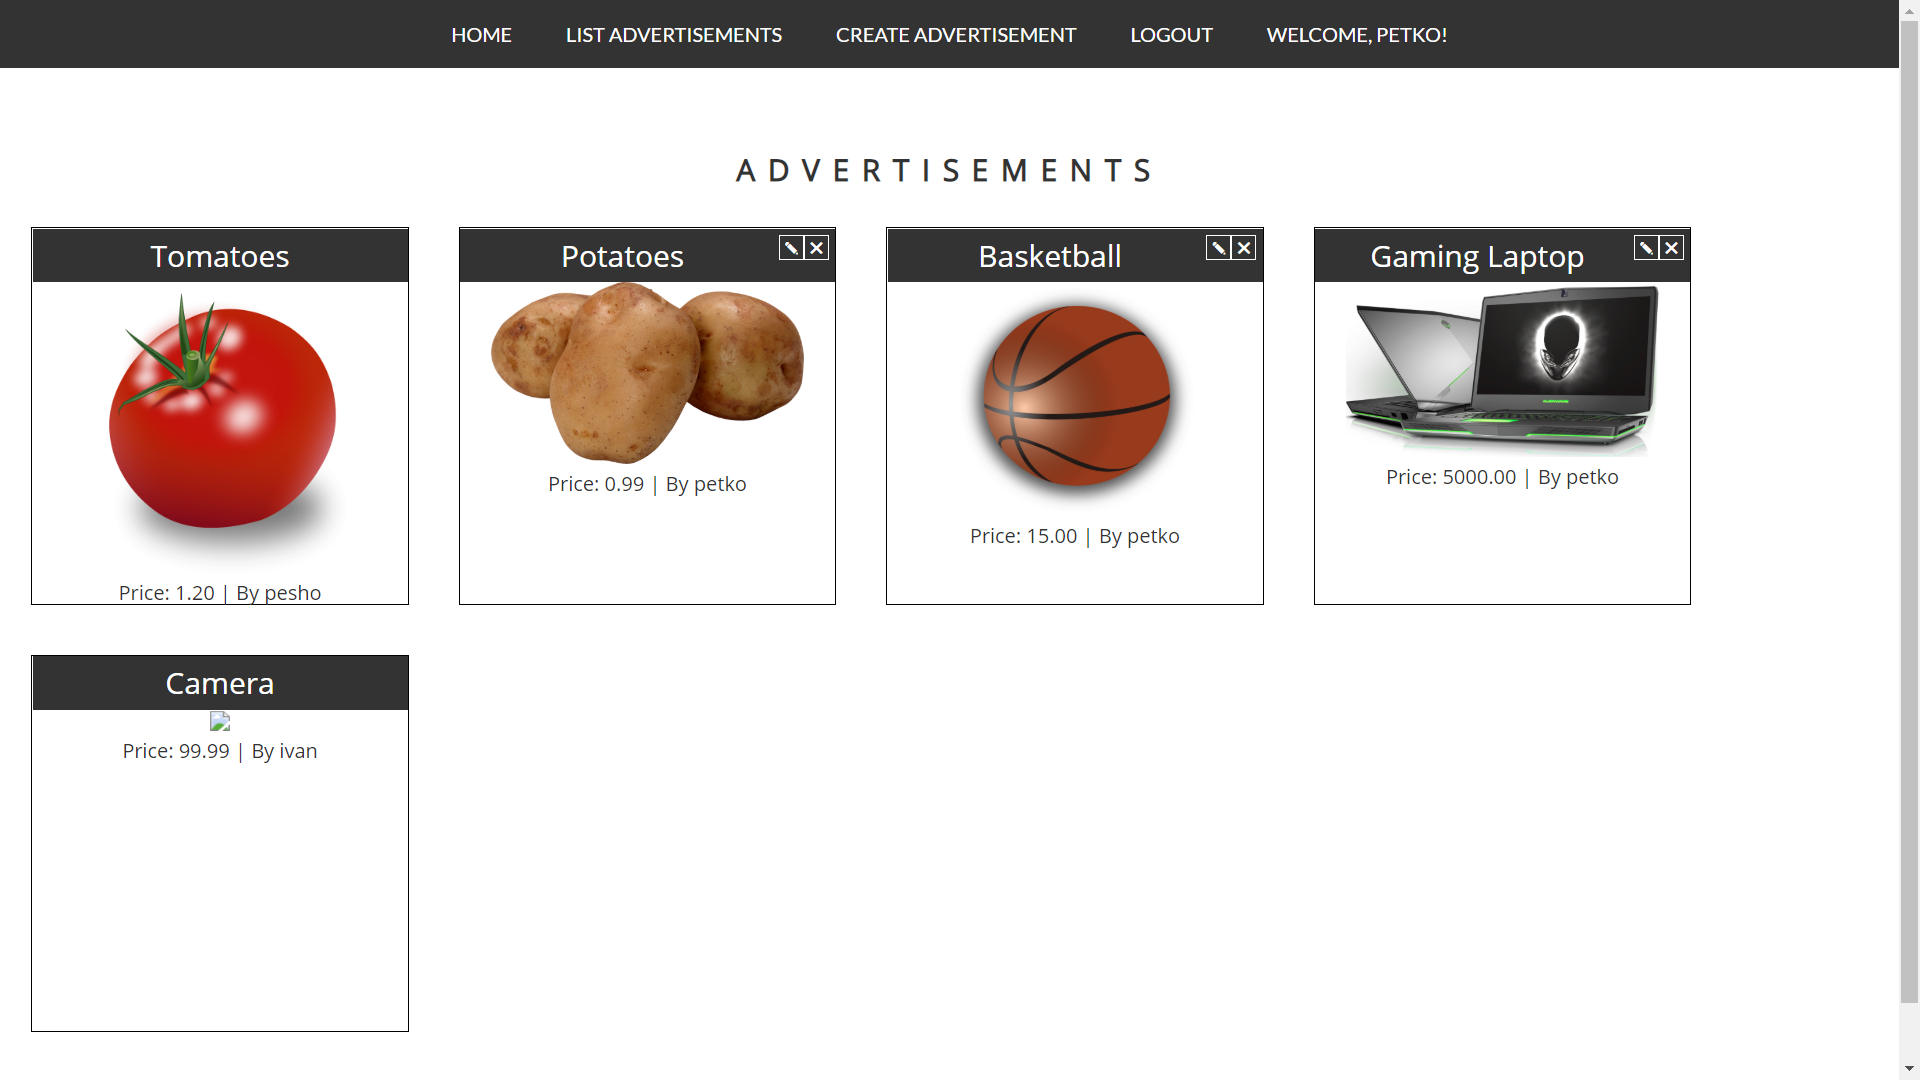 HOME LIST ADVERTISEMENTS CREATE ADVERTISEMENT LOGOUT WELCOME, PETKO!
ADVERTISEMENTS
Tomatoes
Price: 1.20 | By pesho
Potatoes
Price: 0.99 | By petko
Basketball
Price: 15.00 | By petko
Gaming Laptop
Price: 5000.00 | By petko
Camera
Price: 99.99 | By ivan